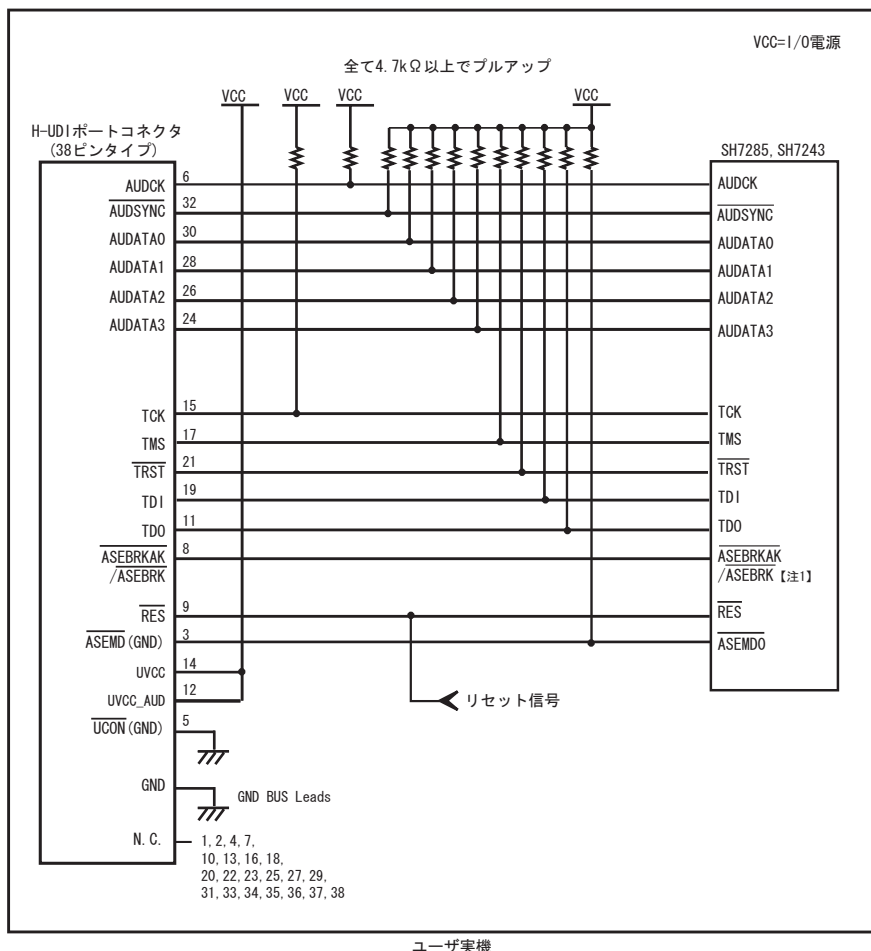 VCC=I/O電源
全て4.7kΩ以上でプルアップ
VCC VCC VCC VCC
H-UDIポートコネクタ
(38ピンタイプ)
SH7285, SH7243
AUDCK 6 AUDCK
AUDSYNC 32 AUDSYNC
AUDATA0 30 AUDATA0
AUDATA1 28 AUDATA1
AUDATA2 26 AUDATA2
AUDATA3 24 AUDATA3
TCK 15 TCK
TMS 17 TMS
TRST 21 TRST
TDI 19 TDI
TDO 11 TDO
ASEBRKAK 8 ASEBRKAK
/ASEBRK /ASEBRK【注1】
RES 9 RES
ASEMD(GND) 3 ASEMD0
UVCC 14
UVCC_AUD 12
リセット信号
UCON(GND) 5
GND GND BUS Leads
N.C. 1, 2, 4, 7,
10, 13, 16, 18,
20, 22, 23, 25, 27, 29,
31, 33, 34, 35, 36, 37, 38
ユーザ実機